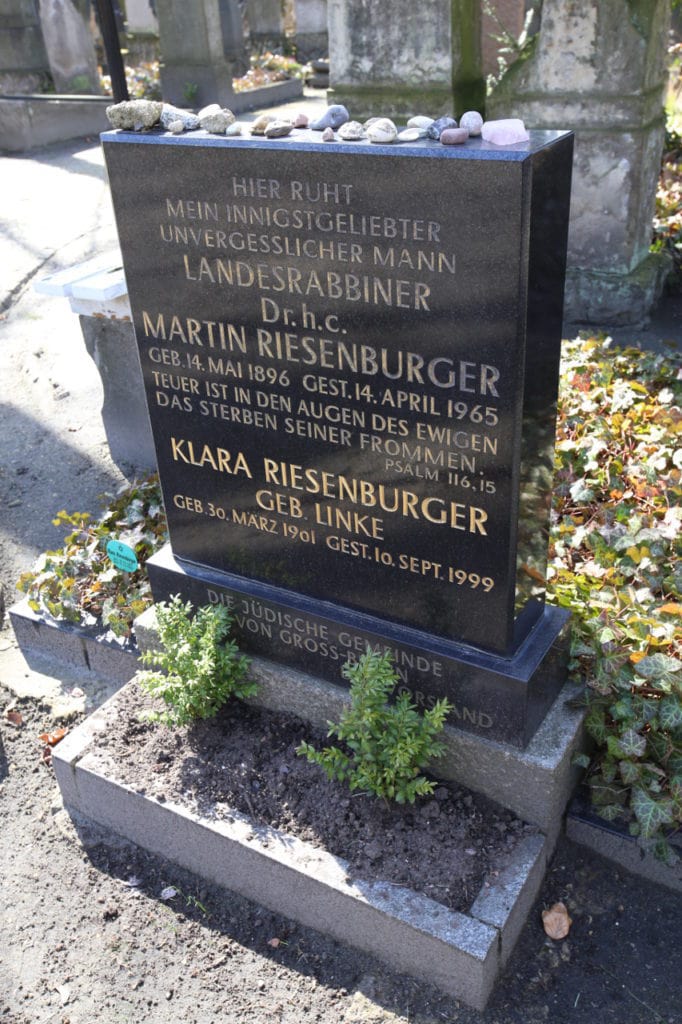 HIER RUHT
MEIN INNIGSTGELIEBTER
UNVERGESSLICHER MANN
LANDESRABBINER
Dr.h.c.
MARTIN RIESENBURGER
GEB.14.MAI 1896 GEST.14.APRIL 1965
TEUER IST IN DEN AUGEN DES EWIGEN
DAS STERBEN SEINER FROMMEN.
PSALM 116,15
KLARA RIESENBURGER
GEB. LINKE
GEB.30.MÄRZ 1901 GEST.10.SEPT.1999
DIE JÜDISCHE GEMEINDE
VON GROSS-